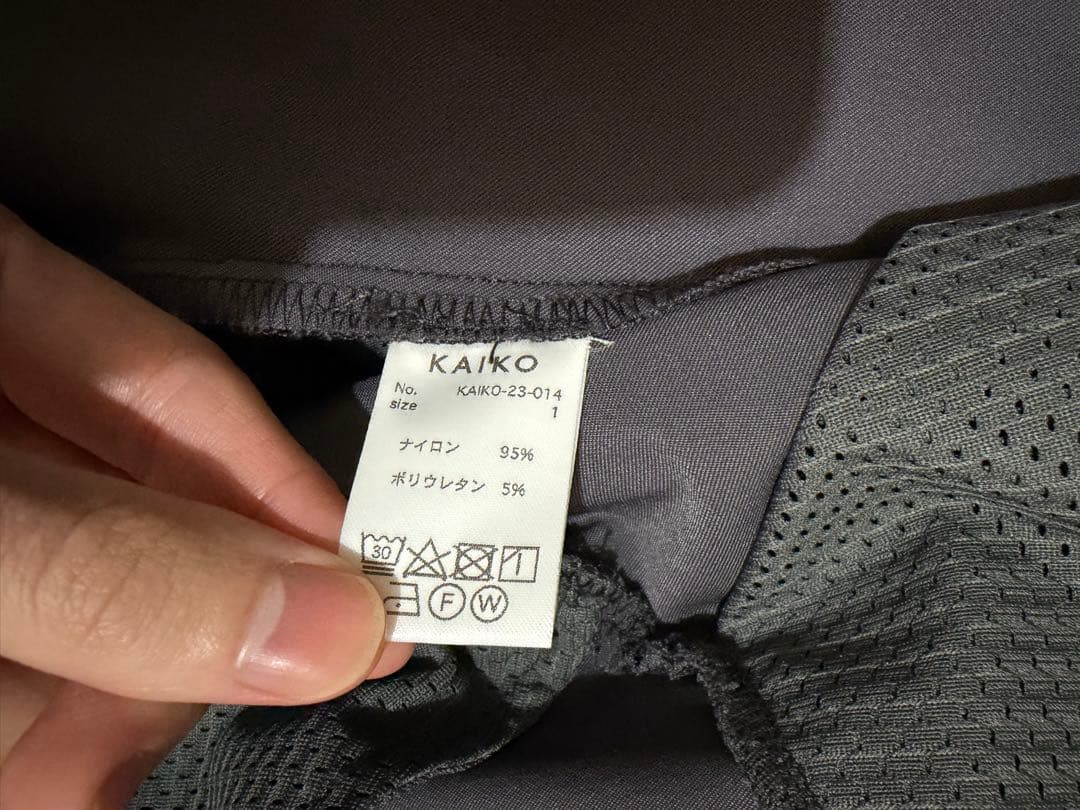 KAIKO
No. KAIKO-23-014
size 1
ナイロン 95%
ポリウレタン 5%
30
F W